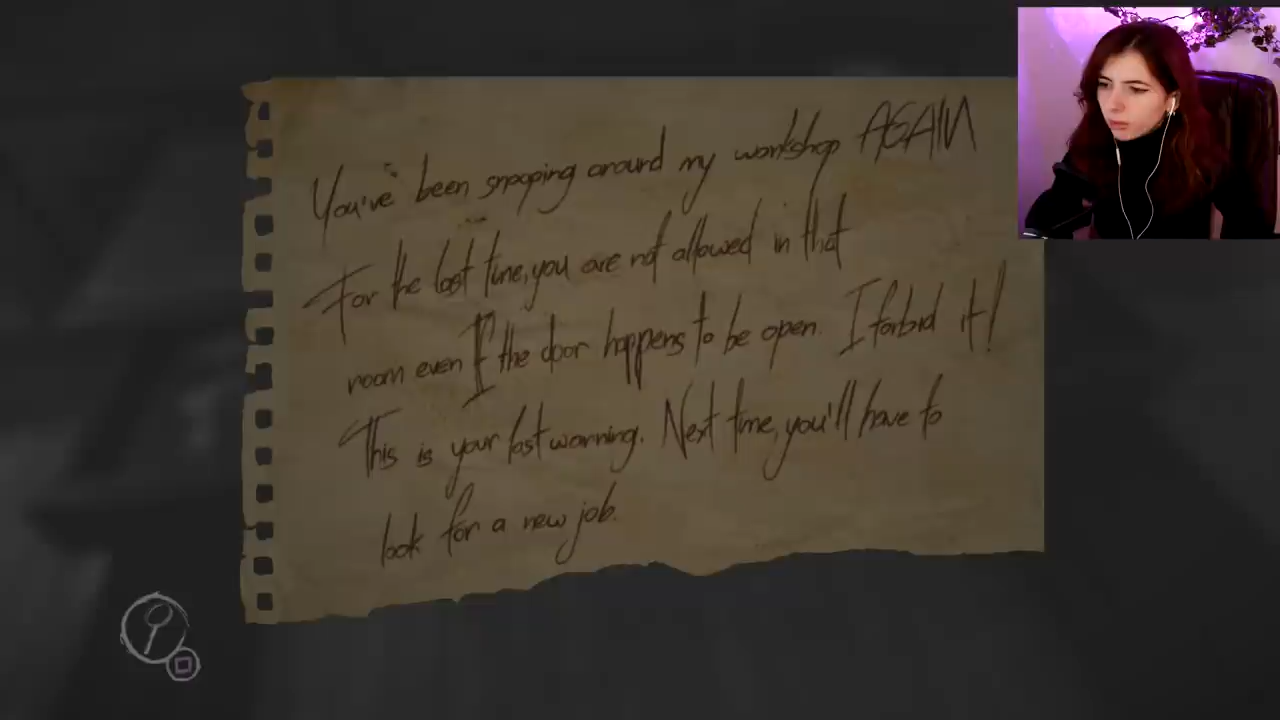 You've been snooping around my workshop AGAIN
For the last time, you are not allowed in that
room even If the door happens to be open. I forbid it!
This is your last warning. Next time, you'll have to
look for a new job.